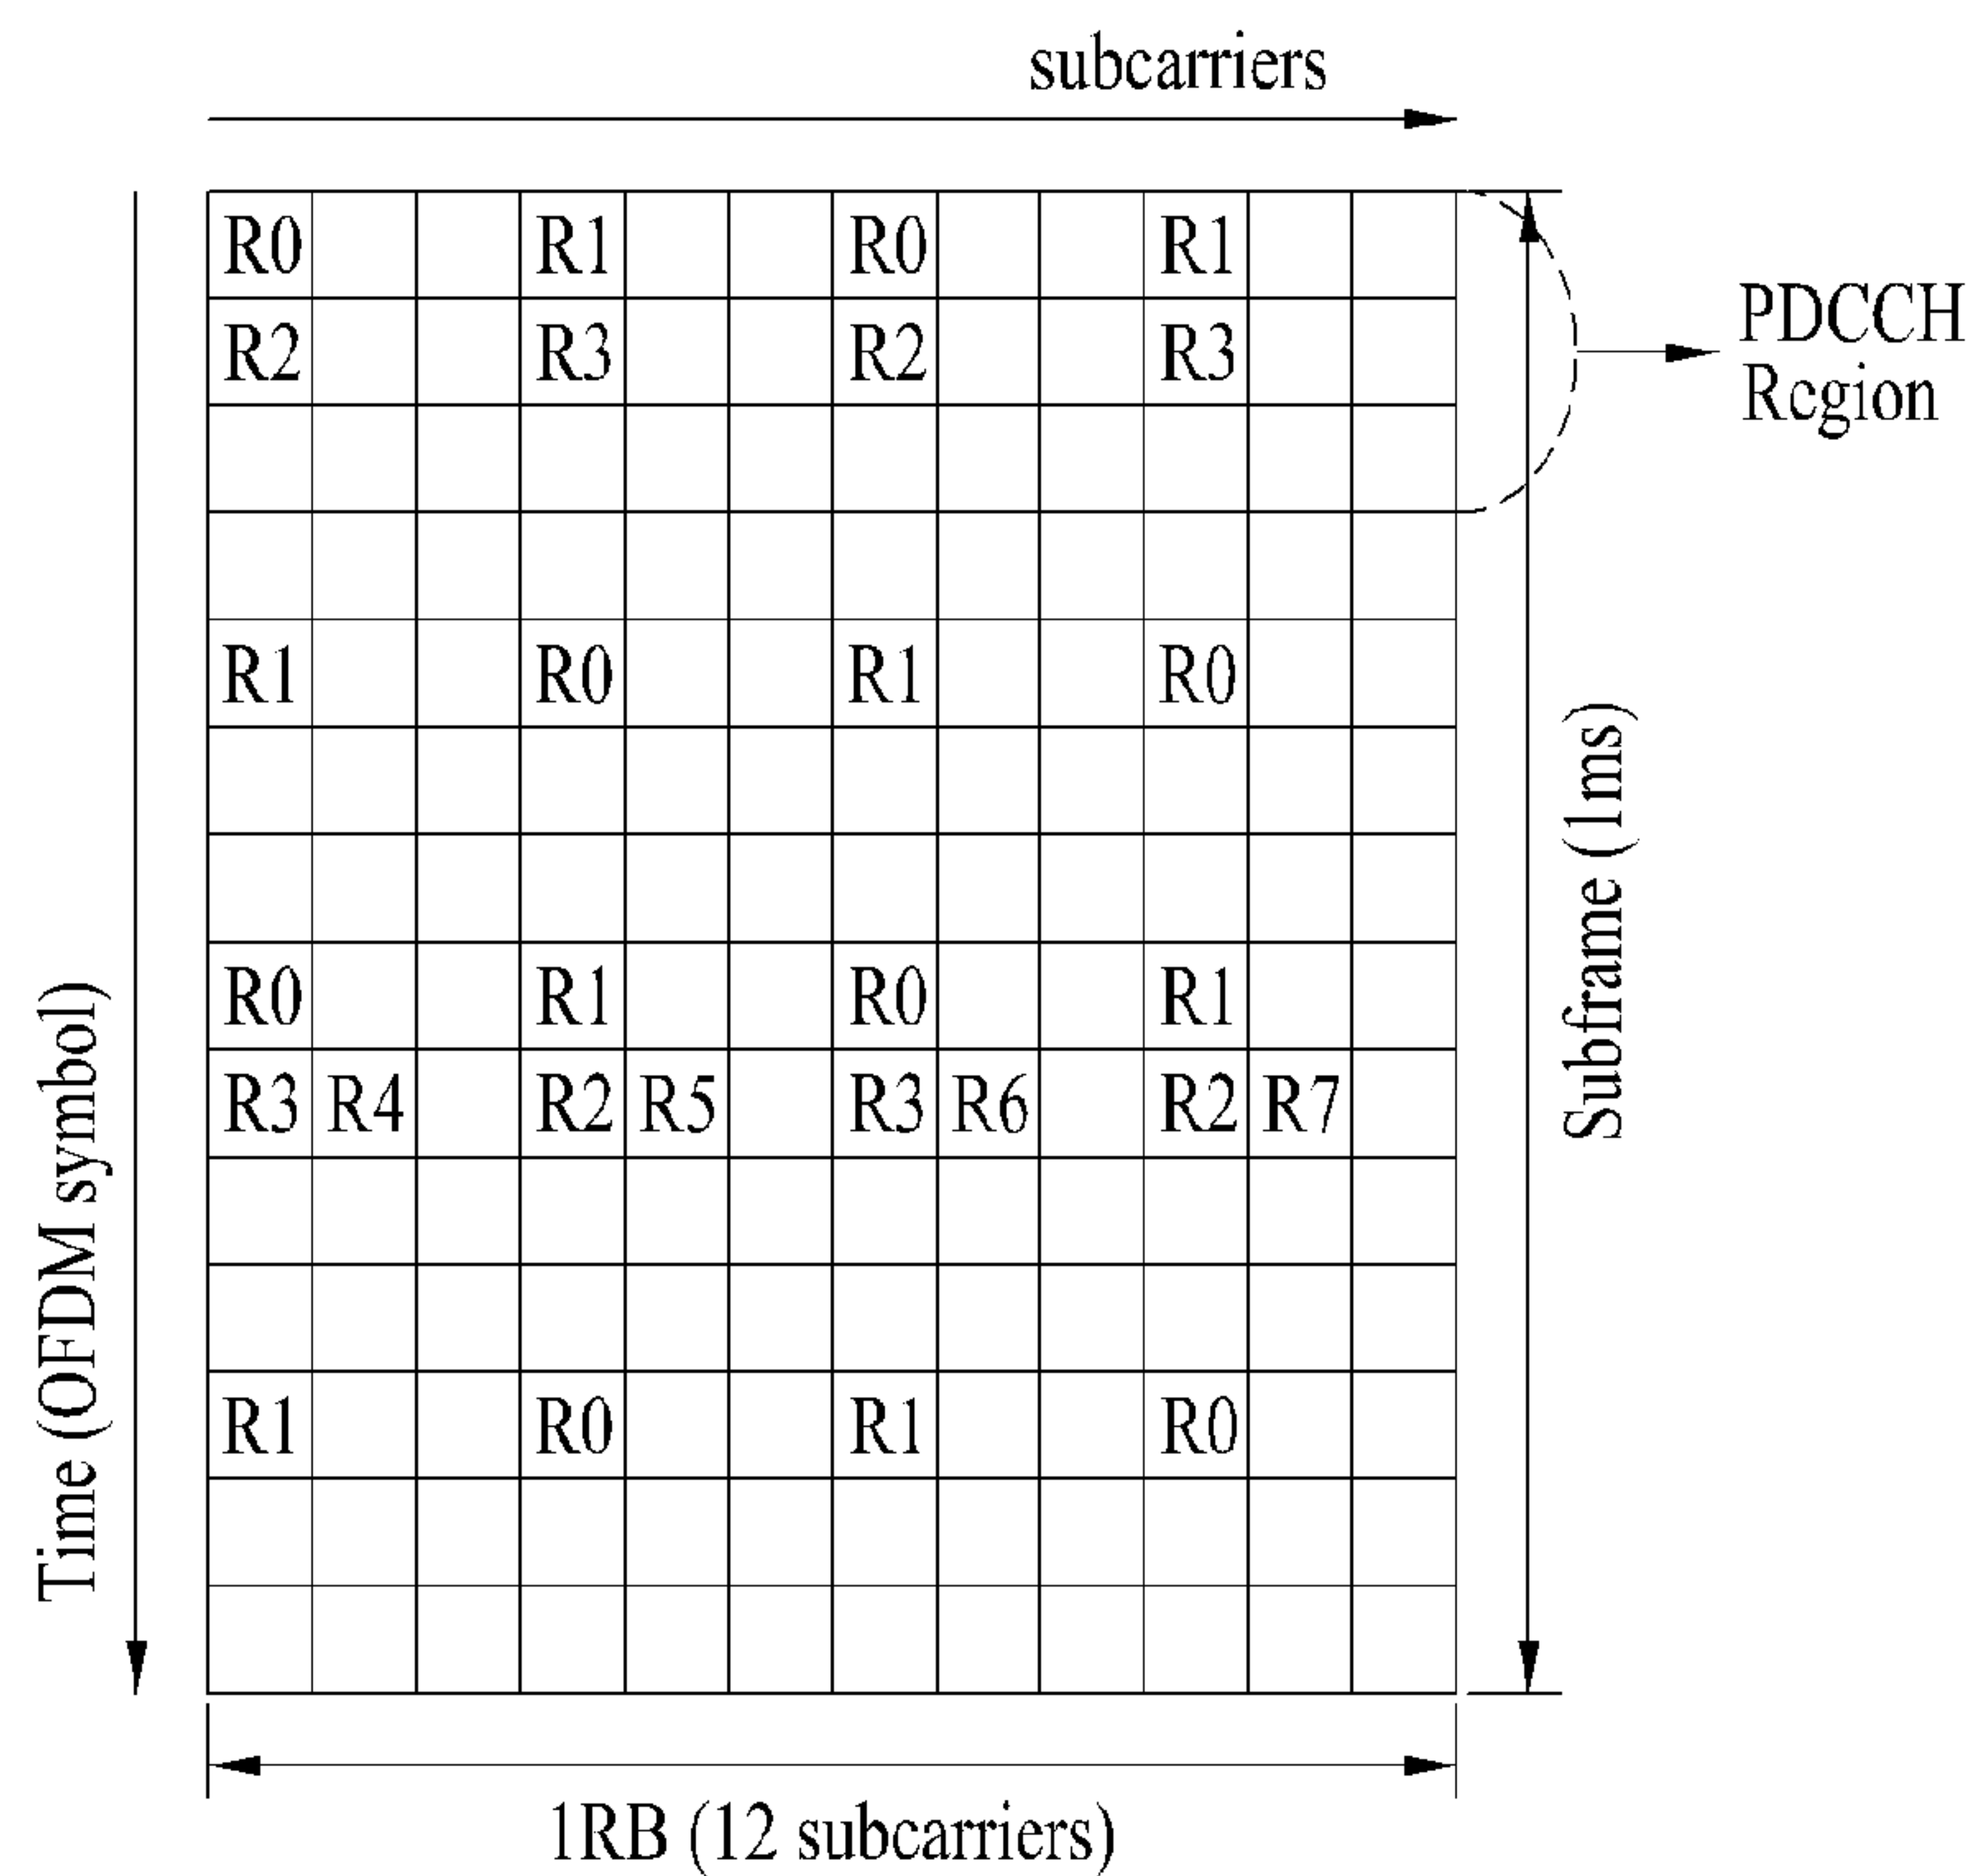 subcarriers
R0 R1 R0 R1
R2 R3 R2 R3
PDCCH
Rcgion
R1 R0 R1 R0
R0 R1 R0 R1
R3 R4 R2 R5 R3 R6 R2 R7
R1 R0 R1 R0
Time (OFDM symbol)
Subframe (1ms)
1RB (12 subcarriers)